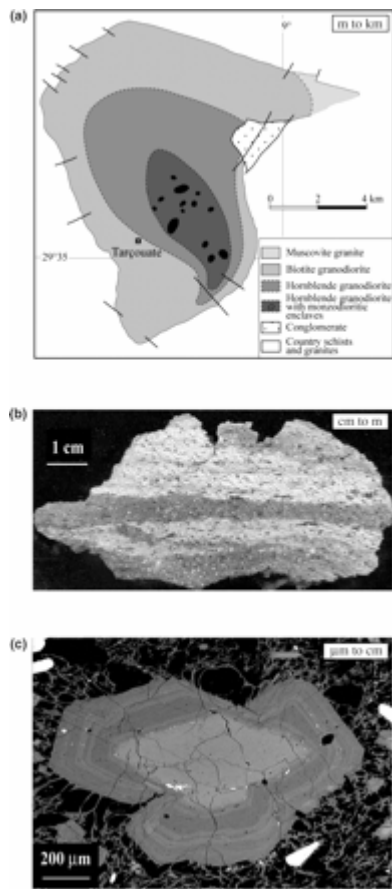 (a)
m to km
9°
0 2 4 km
Tarçouate
29°35
Muscovite granite
Biotite granodiorite
Hornblende granodiorite
Hornblende granodiorite
with monzodioritic
enclaves
Conglomerate
Country schists
and granites
(b)
cm to m
1 cm
(c)
µm to cm
200 µm